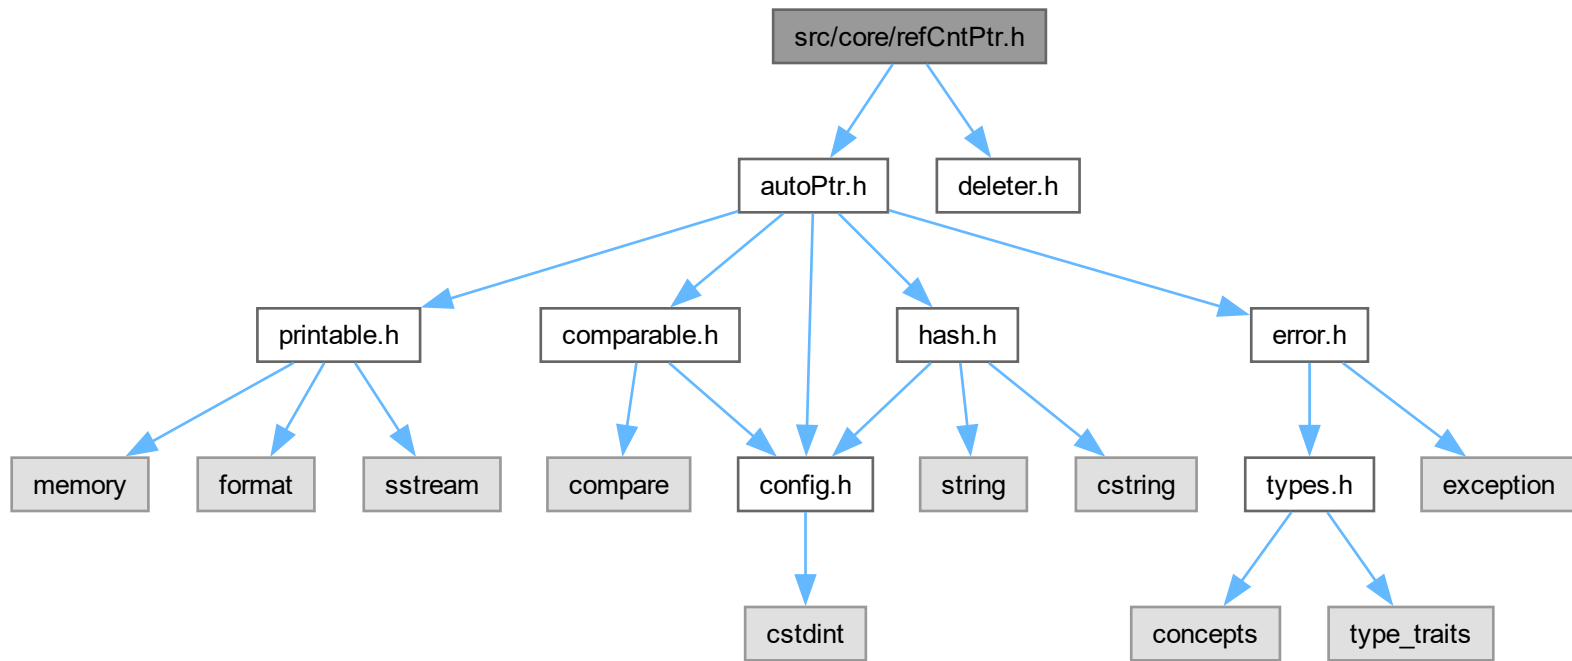 src/core/refCntPtr.h
autoPtr.h
deleter.h
printable.h
comparable.h
hash.h
error.h
memory
format
sstream
compare
config.h
string
cstring
types.h
exception
cstdint
concepts
type_traits